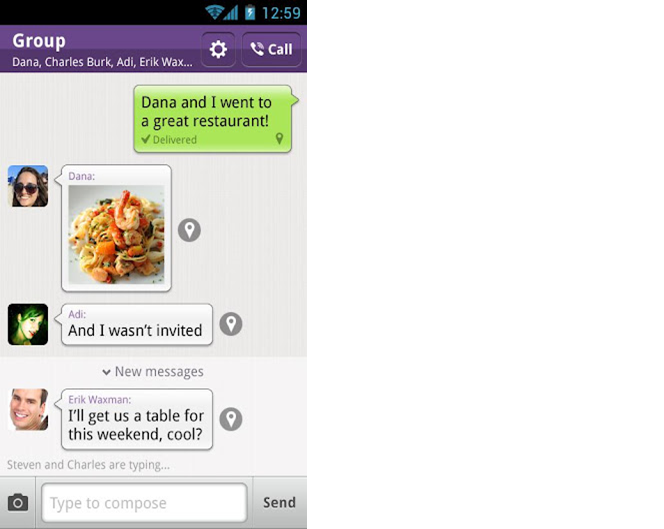 12:59
Group
Call
Dana, Charles Burk, Adi, Erik Wax...
Dana and I went to
a great restaurant!
Delivered
Dana:
Adi:
And I wasn't invited
New messages
Erik Waxman:
I'll get us a table for
this weekend, cool?
Steven and Charles are typing...
Type to compose
Send